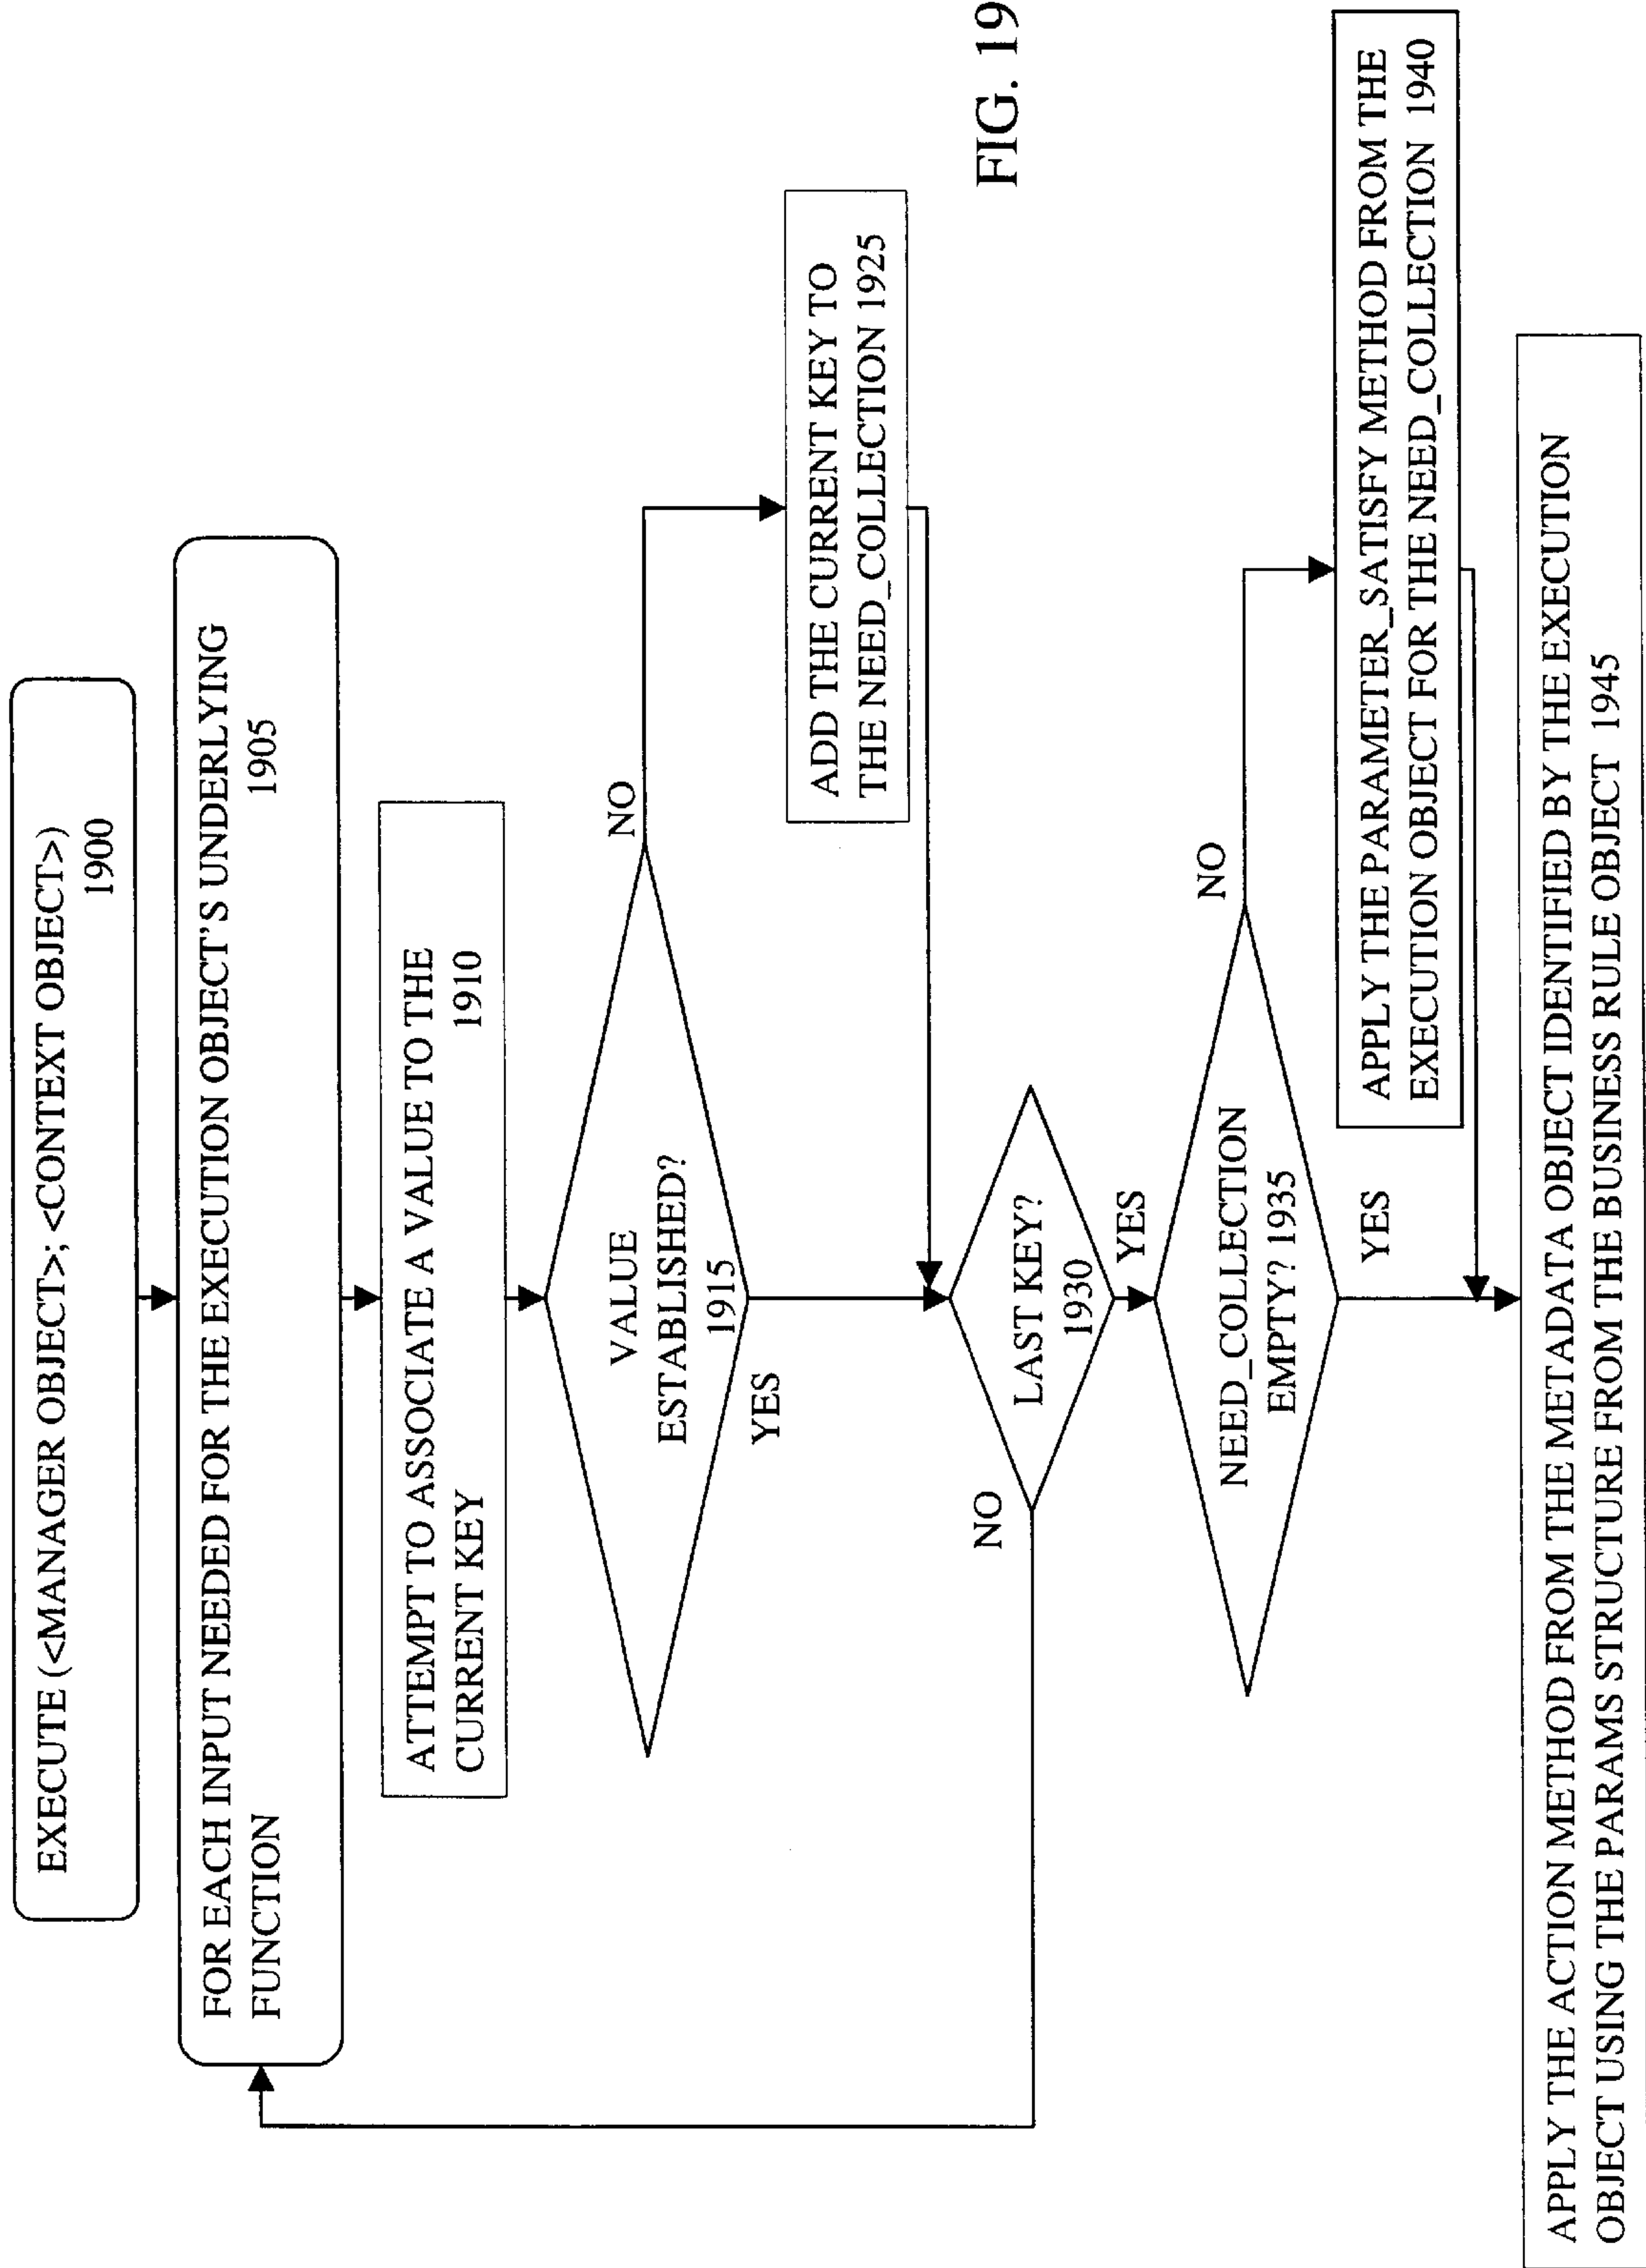 EXECUTE (<MANAGER OBJECT>; <CONTEXT OBJECT>)
1900
FOR EACH INPUT NEEDED FOR THE EXECUTION OBJECT'S UNDERLYING
FUNCTION 1905
ATTEMPT TO ASSOCIATE A VALUE TO THE
CURRENT KEY 1910
VALUE
ESTABLISHED?
1915
NO
YES
ADD THE CURRENT KEY TO
THE NEED_COLLECTION 1925
LAST KEY?
1930
NO
YES
NEED_COLLECTION
EMPTY? 1935
NO
YES
APPLY THE PARAMETER_SATISFY METHOD FROM THE
EXECUTION OBJECT FOR THE NEED_COLLECTION 1940
APPLY THE ACTION METHOD FROM THE METADATA OBJECT IDENTIFIED BY THE EXECUTION
OBJECT USING THE PARAMS STRUCTURE FROM THE BUSINESS RULE OBJECT 1945
FIG. 19